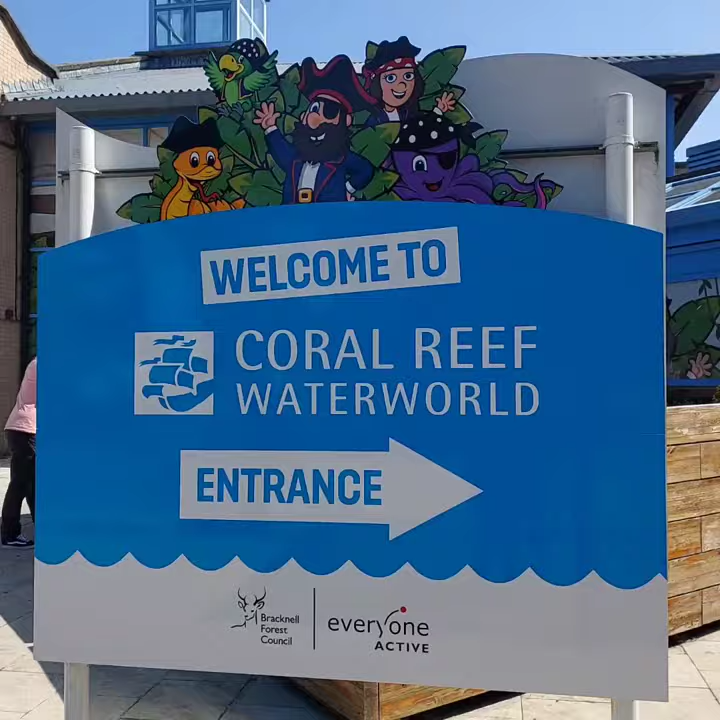 WELCOME TO
CORAL REEF
WATERWORLD
ENTRANCE
Bracknell
Forest
Council
everyone
ACTIVE